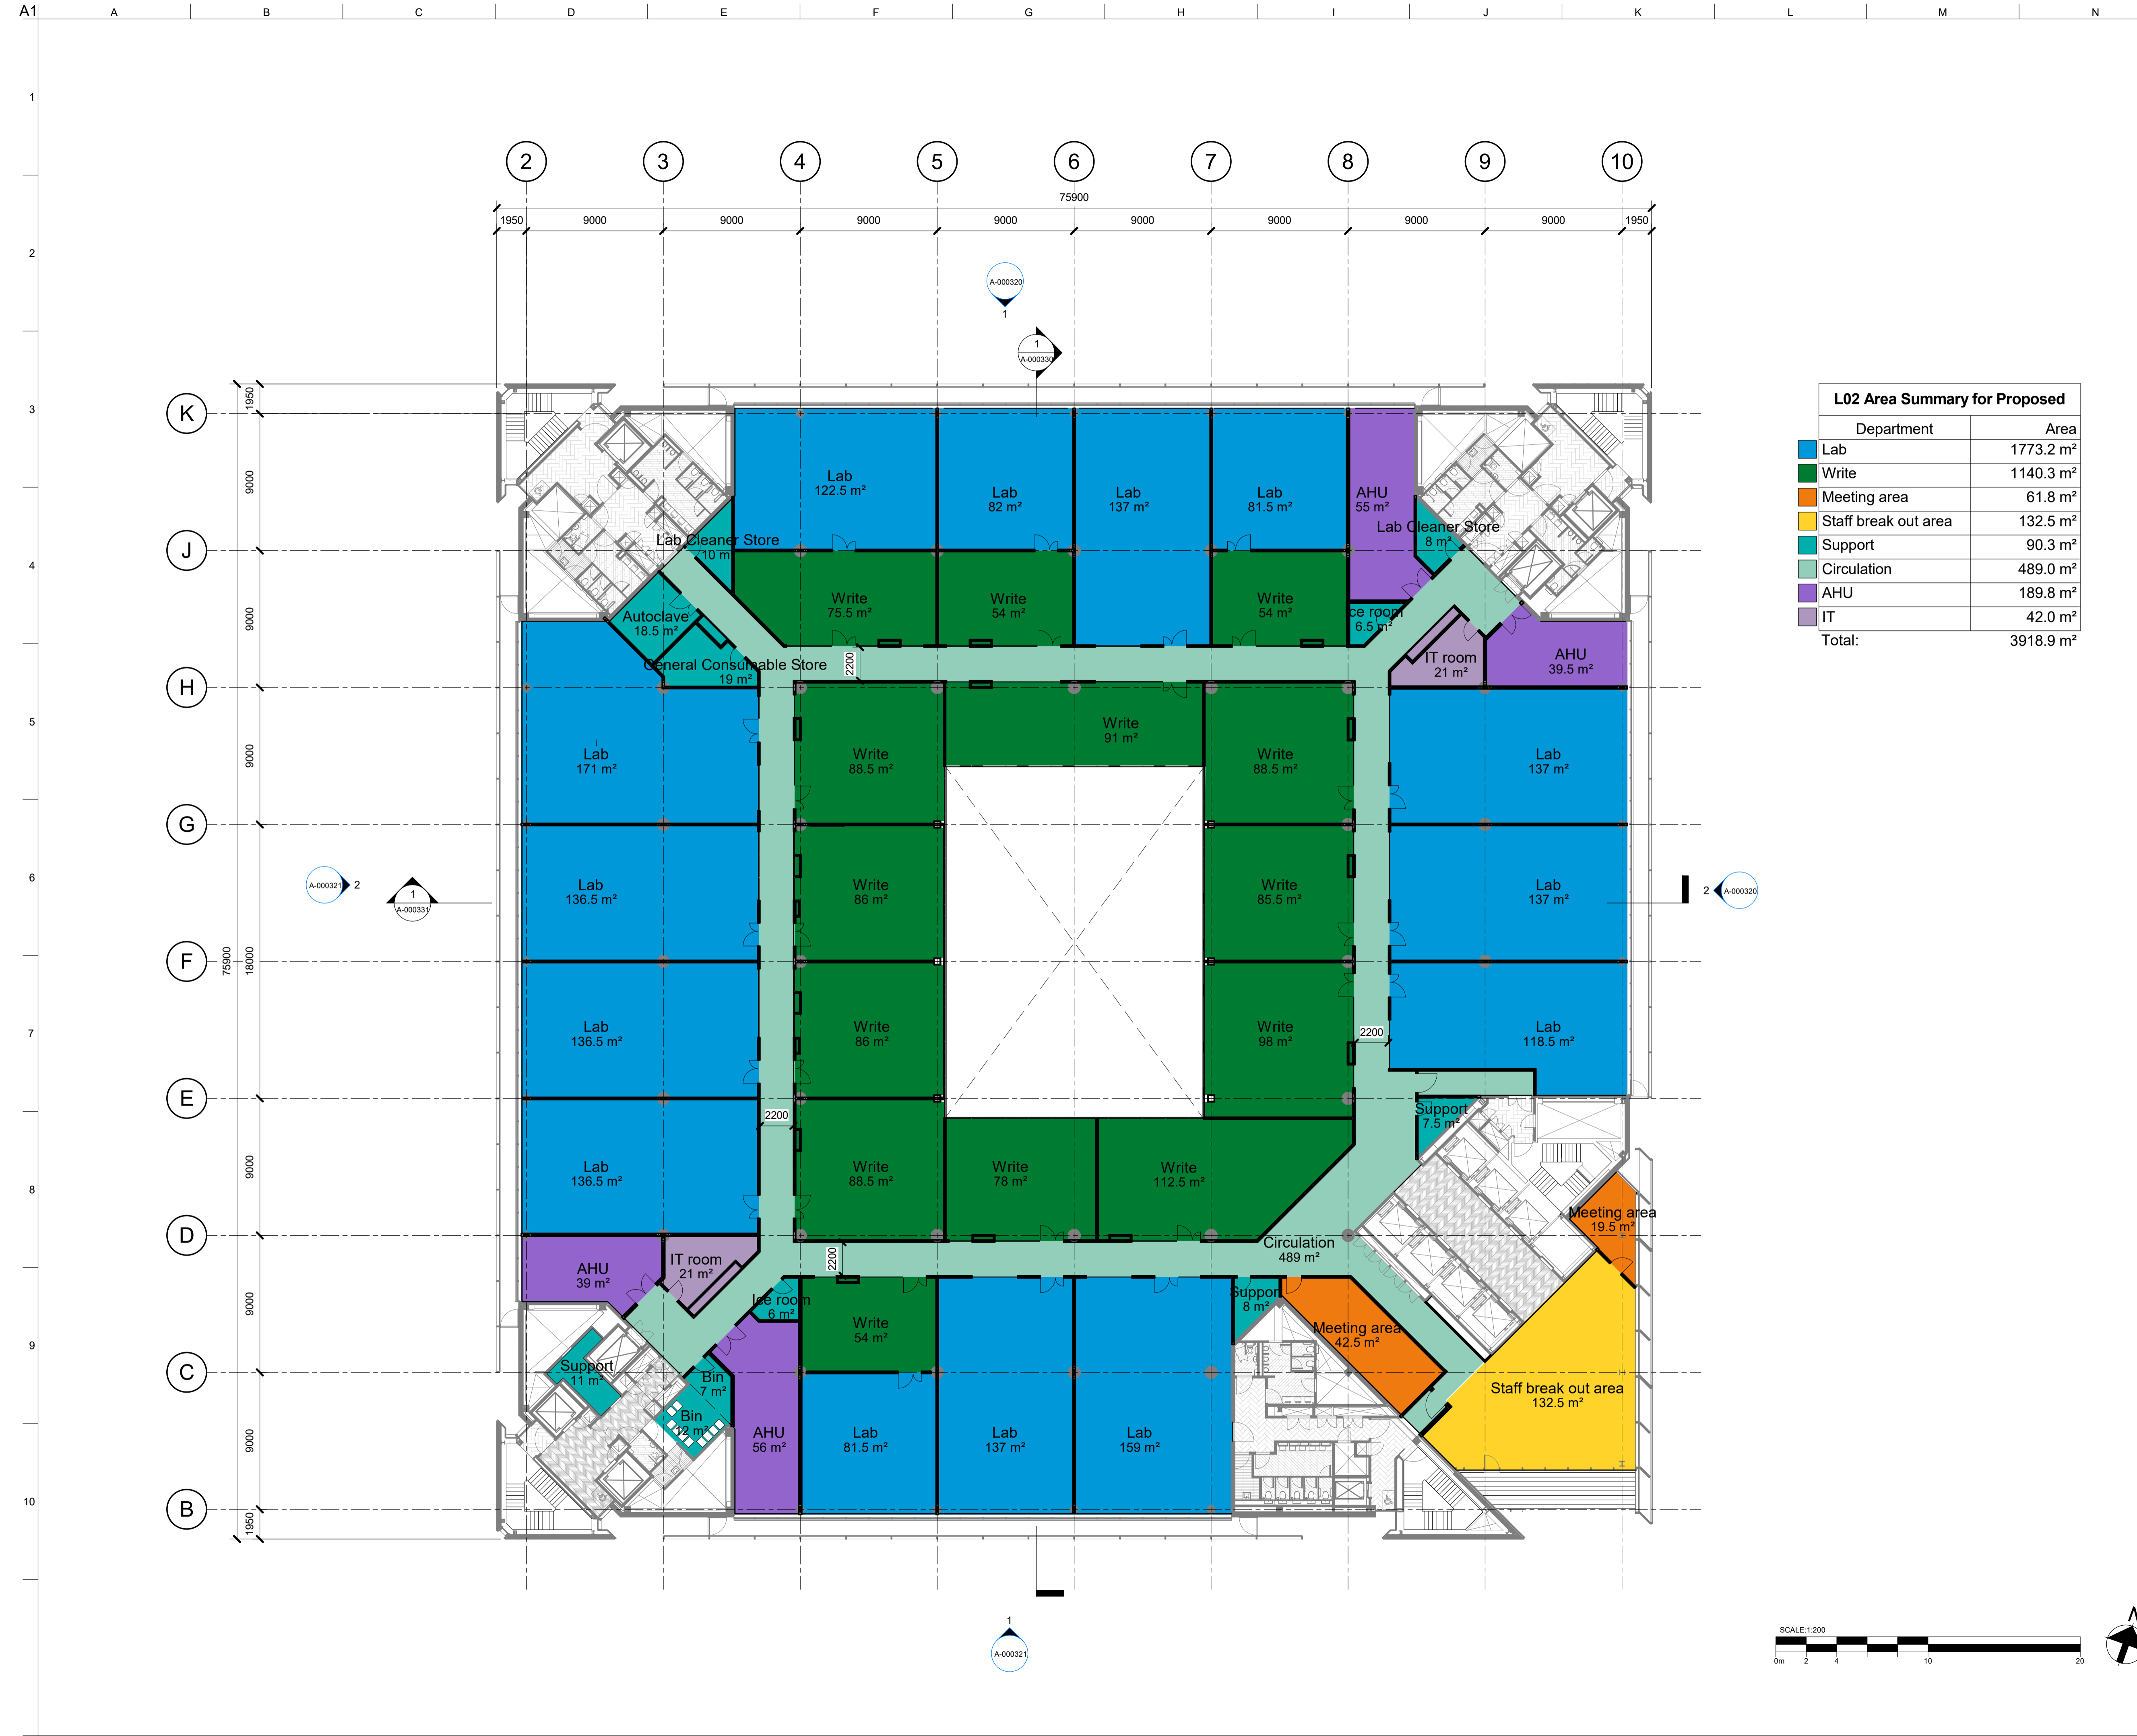 A1
A B C D E F G H I J K L M N
1
2
3
4
5
6
7
8
9
10
2 3 4 5 6 7 8 9 10
75900
1950 9000 9000 9000 9000 9000 9000 9000 9000 1950
A-000320
1
1
A-000330
K
J
H
G
F
E
D
C
B
1950
9000
9000
9000
18000
75900
9000
9000
9000
1950
A-000321 2
1
A-000331
2 A-000320
1
A-000321
Lab
122.5 m²
Lab
82 m²
Lab
137 m²
Lab
81.5 m²
AHU
55 m²
Lab Cleaner Store
10 m
Lab Cleaner Store
8 m²
Write
75.5 m²
Write
54 m²
Write
54 m²
ce room
6.5 m²
Autoclave
18.5 m²
General Consumable Store
19 m²
2200
IT room
21 m²
AHU
39.5 m²
Lab
171 m²
Write
88.5 m²
Write
91 m²
Write
88.5 m²
Lab
137 m²
Lab
136.5 m²
Write
86 m²
Write
85.5 m²
Lab
137 m²
Lab
136.5 m²
Write
86 m²
Write
98 m²
2200
Lab
118.5 m²
2200
Support
7.5 m²
Lab
136.5 m²
Write
88.5 m²
Write
78 m²
Write
112.5 m²
Meeting area
19.5 m²
Circulation
489 m²
AHU
39 m²
IT room
21 m²
2200
Ice room
6 m²
Support
8 m²
Write
54 m²
Meeting area
42.5 m²
Support
11 m²
Bin
7 m²
Bin
12 m²
Staff break out area
132.5 m²
AHU
56 m²
Lab
81.5 m²
Lab
137 m²
Lab
159 m²
L02 Area Summary for Proposed
Department Area
Lab 1773.2 m²
Write 1140.3 m²
Meeting area 61.8 m²
Staff break out area 132.5 m²
Support 90.3 m²
Circulation 489.0 m²
AHU 189.8 m²
IT 42.0 m²
Total: 3918.9 m²
SCALE:1:200
0m 2 4 10 20